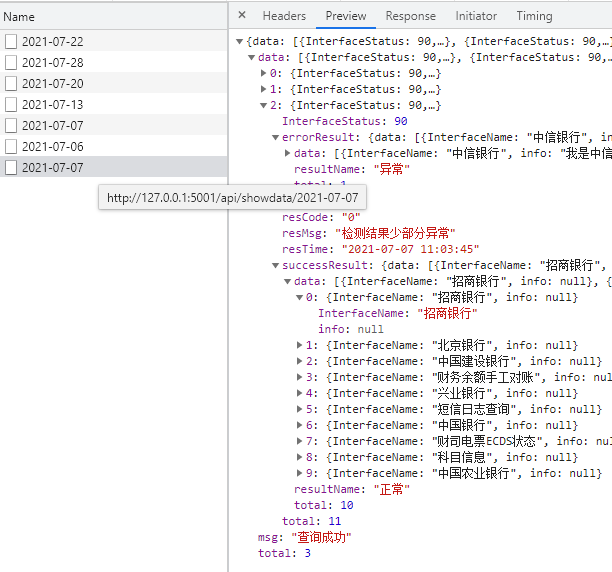 Name
2021-07-22
2021-07-28
2021-07-20
2021-07-13
2021-07-07
2021-07-06
2021-07-07
http://127.0.0.1:5001/api/showdata/2021-07-07
× Headers Preview Response Initiator Timing
▼{data: [{InterfaceStatus: 90,…}, {InterfaceStatus: 90,…
▼data: [{InterfaceStatus: 90,…}, {InterfaceStatus: 90,…
▶0: {InterfaceStatus: 90,…}
▶1: {InterfaceStatus: 90,…}
▼2: {InterfaceStatus: 90,…}
InterfaceStatus: 90
▼errorResult: {data: [{InterfaceName: "中信银行", in
▶data: [{InterfaceName: "中信银行", info: "我是中信
resultName: "异常"
total: 1
resCode: "0"
resMsg: "检测结果少部分异常"
resTime: "2021-07-07 11:03:45"
▼successResult: {data: [{InterfaceName: "招商银行",
▼data: [{InterfaceName: "招商银行", info: null}, {
▼0: {InterfaceName: "招商银行", info: null}
InterfaceName: "招商银行"
info: null
▶1: {InterfaceName: "北京银行", info: null}
▶2: {InterfaceName: "中国建设银行", info: null}
▶3: {InterfaceName: "财务余额手工对账", info: nul
▶4: {InterfaceName: "兴业银行", info: null}
▶5: {InterfaceName: "短信日志查询", info: null}
▶6: {InterfaceName: "中国银行", info: null}
▶7: {InterfaceName: "财司电票ECDS状态", info: nul
▶8: {InterfaceName: "科目信息", info: null}
▶9: {InterfaceName: "中国农业银行", info: null}
resultName: "正常"
total: 10
total: 11
msg: "查询成功"
total: 3